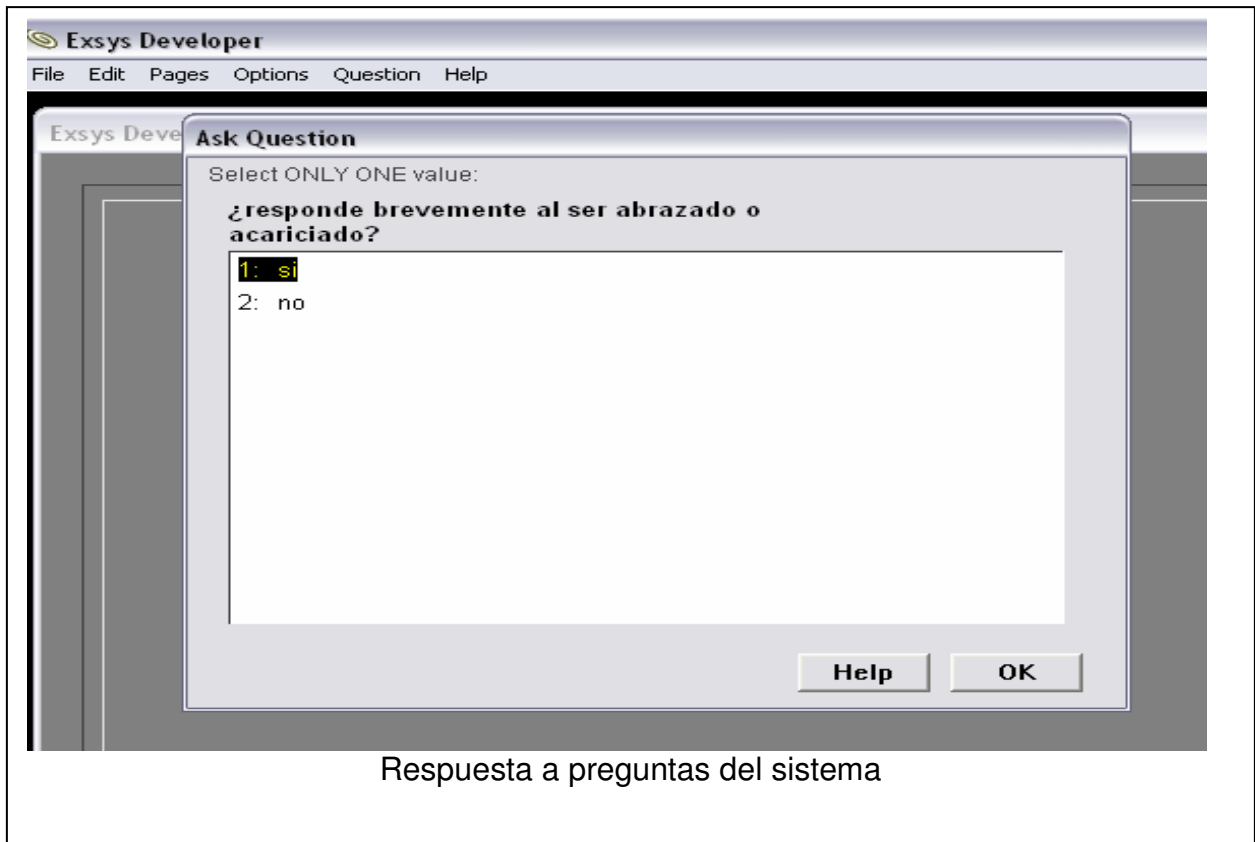 Exsys Developer
File Edit Pages Options Question Help
Exsys Deve
Ask Question
Select ONLY ONE value:
¿responde brevemente al ser abrazado o
acariciado?
1: si
2: no
Help OK
Respuesta a preguntas del sistema